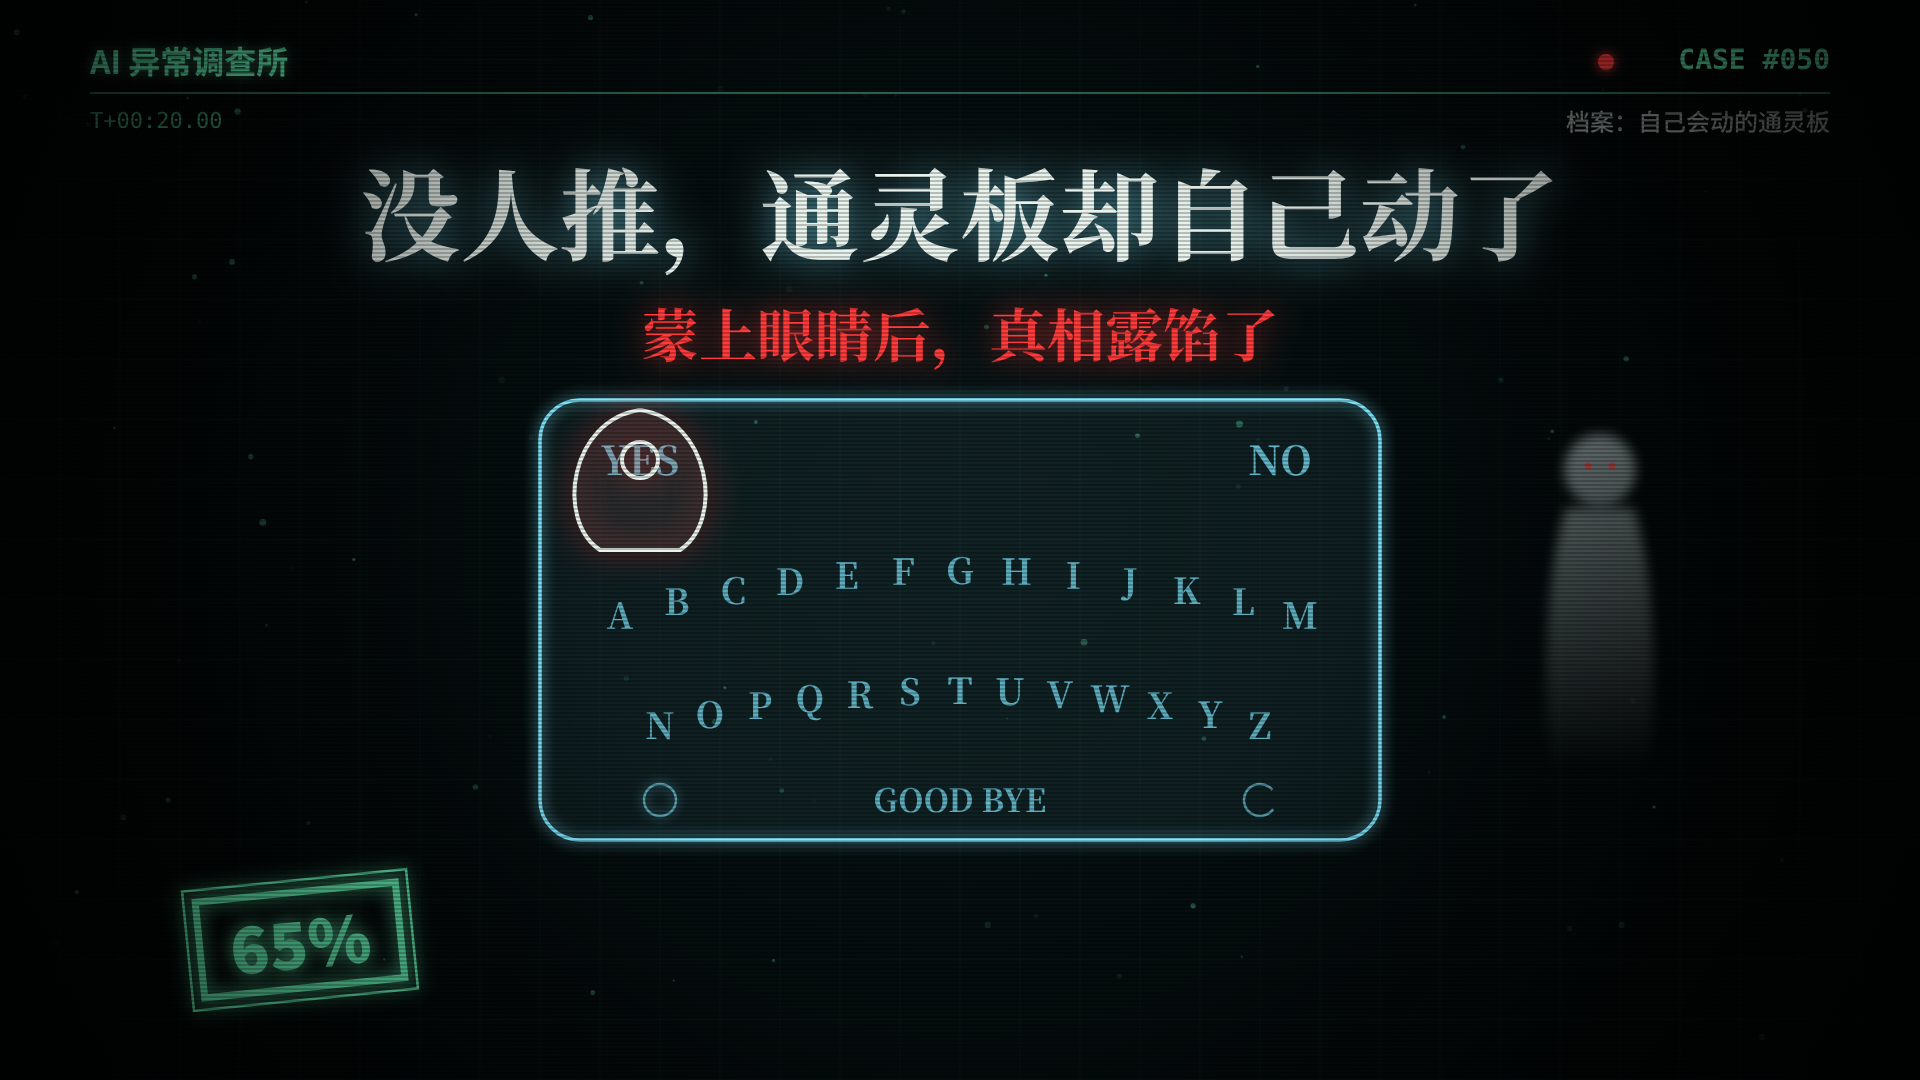 AI 异常调查所
CASE #050
T+00:20.00
档案：自己会动的通灵板
没人推，通灵板却自己动了
蒙上眼睛后，真相露馅了
YES
NO
A B C D E F G H I J K L M
N O P Q R S T U V W X Y Z
GOOD BYE
65%